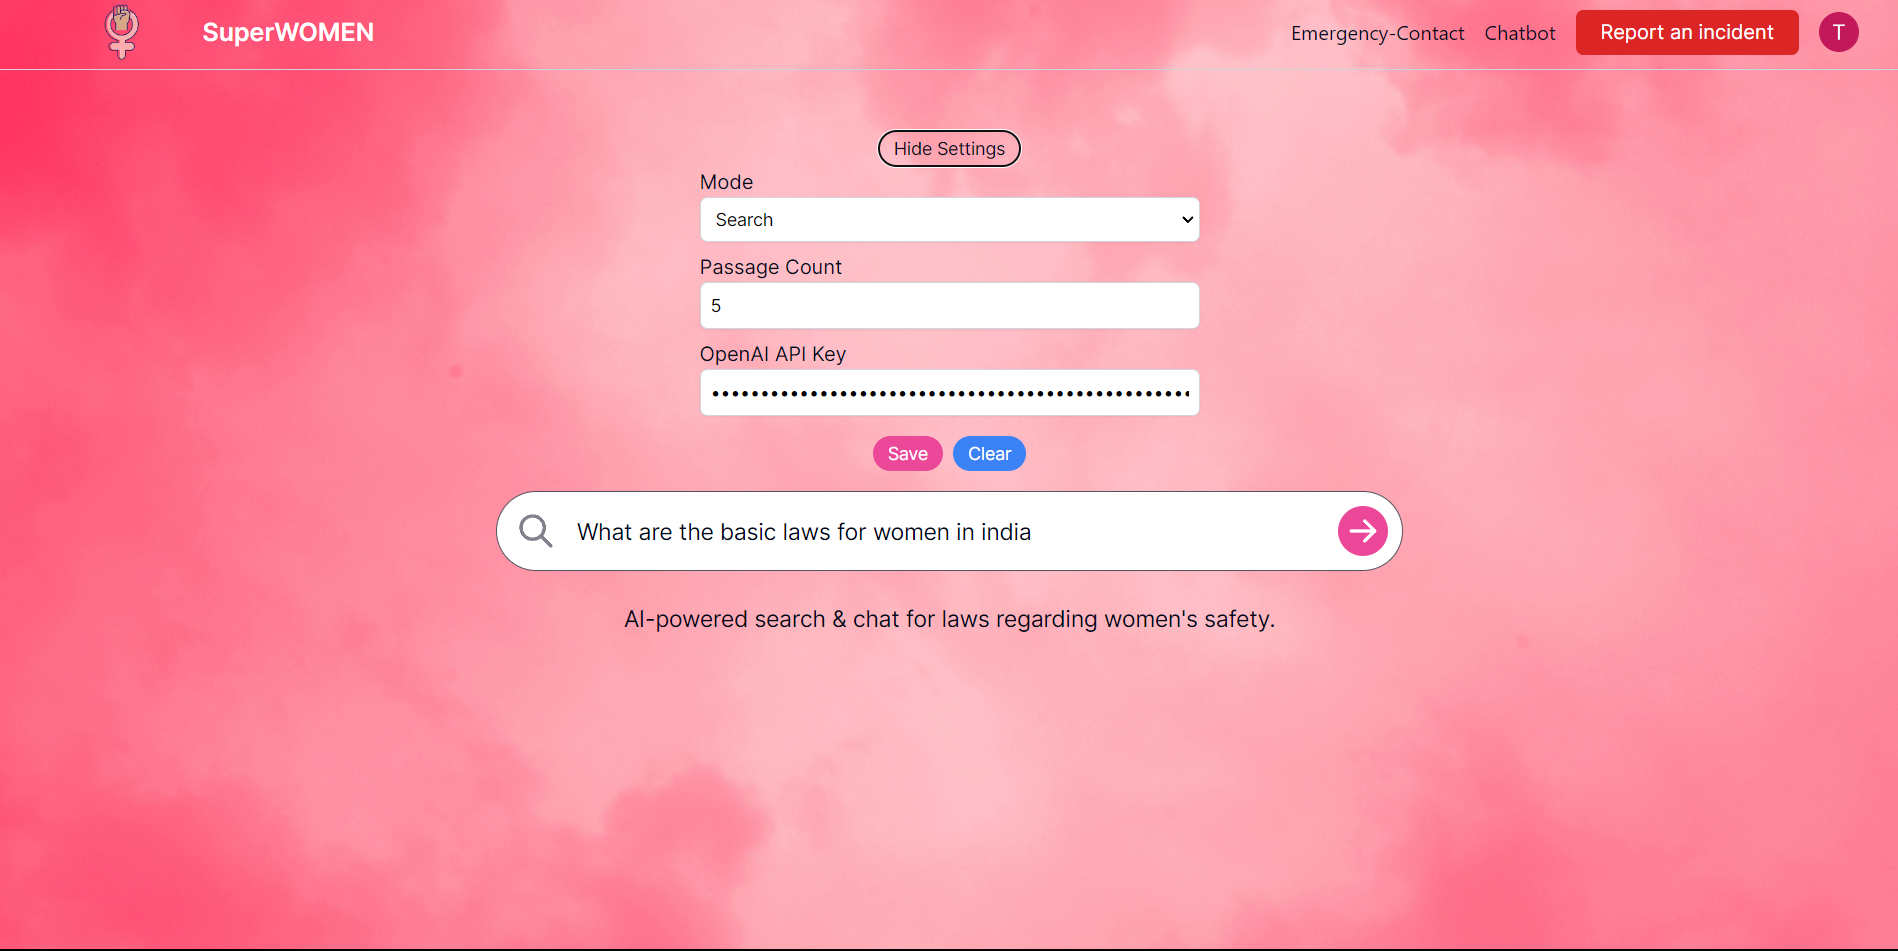 SuperWOMEN
Emergency-Contact Chatbot Report an incident T
Hide Settings
Mode
Search
Passage Count
5
OpenAI API Key
Save Clear
What are the basic laws for women in india
AI-powered search & chat for laws regarding women's safety.